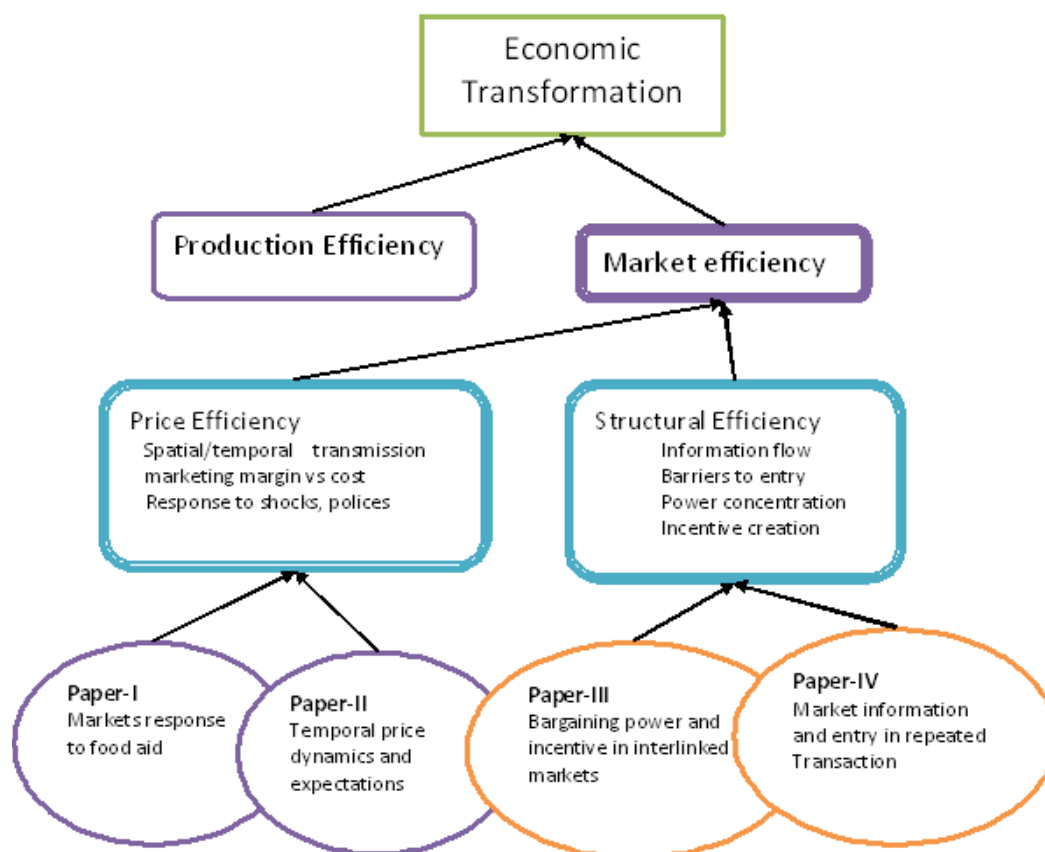 Economic
Transformation
Production Efficiency
Market efficiency
Price Efficiency
Spatial/temporal transmission
marketing margin vs cost
Response to shocks, polices
Structural Efficiency
Information flow
Barriers to entry
Power concentration
Incentive creation
Paper-I
Markets response
to food aid
Paper-II
Temporal price
dynamics and
expectations
Paper-III
Bargaining power and
incentive in interlinked
markets
Paper-IV
Market information
and entry in repeated
Transaction